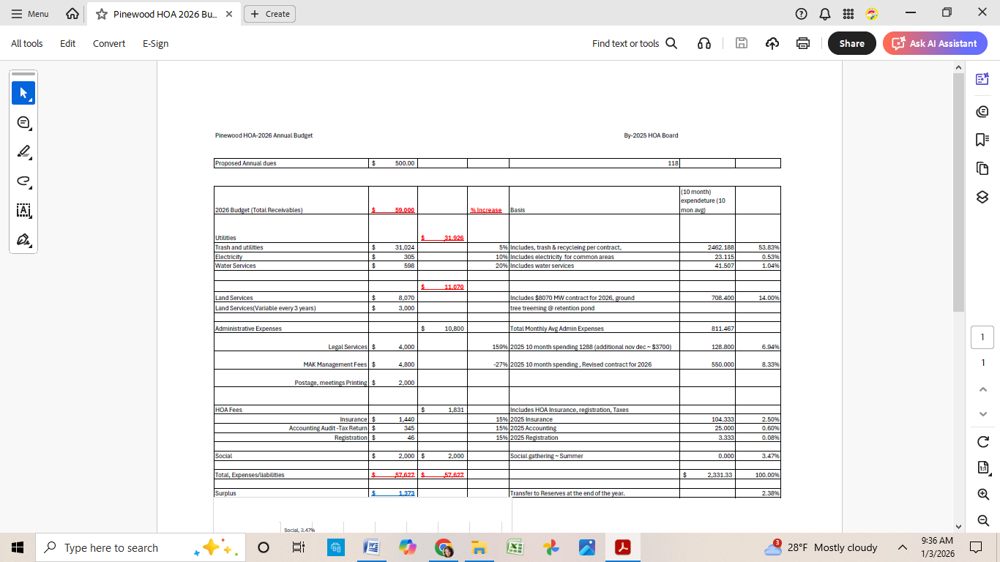 Menu
Pinewood HOA 2026 Bu...
Create
All tools
Edit
Convert
E-Sign
Find text or tools
Share
Ask AI Assistant
Pinewood HOA-2026 Annual Budget By-2025 HOA Board
Proposed Annual dues $ 500.00 118
2026 Budget (Total Receivables) $ 59,000 % Increase Basis (10 month) expendeture (10 mon avg)
Utilities $ 31,926
Trash and utilities $ 31,024 5% Includes, trash & recycleing per contract, 2462.188 53.83%
Electricity $ 305 10% Includes electricity for common areas 23.115 0.53%
Water Services $ 598 20% Includes water services 41.507 1.04%
$ 11,070
Land Services $ 8,070 Includes $8070 MW contract for 2026, ground 708.400 14.00%
Land Services(Variable every 3 years) $ 3,000 tree treeming @ retention pond
Administrative Expenses $ 10,800 Total Monthly Avg Admin Expenses 811.467
Legal Services $ 4,000 159% 2025 10 month spending 1288 (additional nov dec ~ $3700) 128.800 6.94%
MAK Management Fees $ 4,800 -27% 2025 10 month spending , Revised contract for 2026 550.000 8.33%
Postage, meetings Printing $ 2,000
HOA Fees $ 1,831 Includes HOA Insurance, registration, Taxes
Insurance $ 1,440 15% 2025 Insurance 104.333 2.50%
Accounting Audit -Tax Return $ 345 15% 2025 Accounting 25.000 0.60%
Registration $ 46 15% 2025 Registration 3.333 0.08%
Social $ 2,000 $ 2,000 Social gathering ~ Summer 0.000 3.47%
Total, Expenses/liabilities $ 57,627 $ 57,627 $ 2,331.33 100.00%
Surplus $ 1,373 Transfer to Reserves at the end of the year. 2.38%
Social, 3.47%
1
1
1:1
Type here to search
3
28°F Mostly cloudy
9:36 AM
1/3/2026